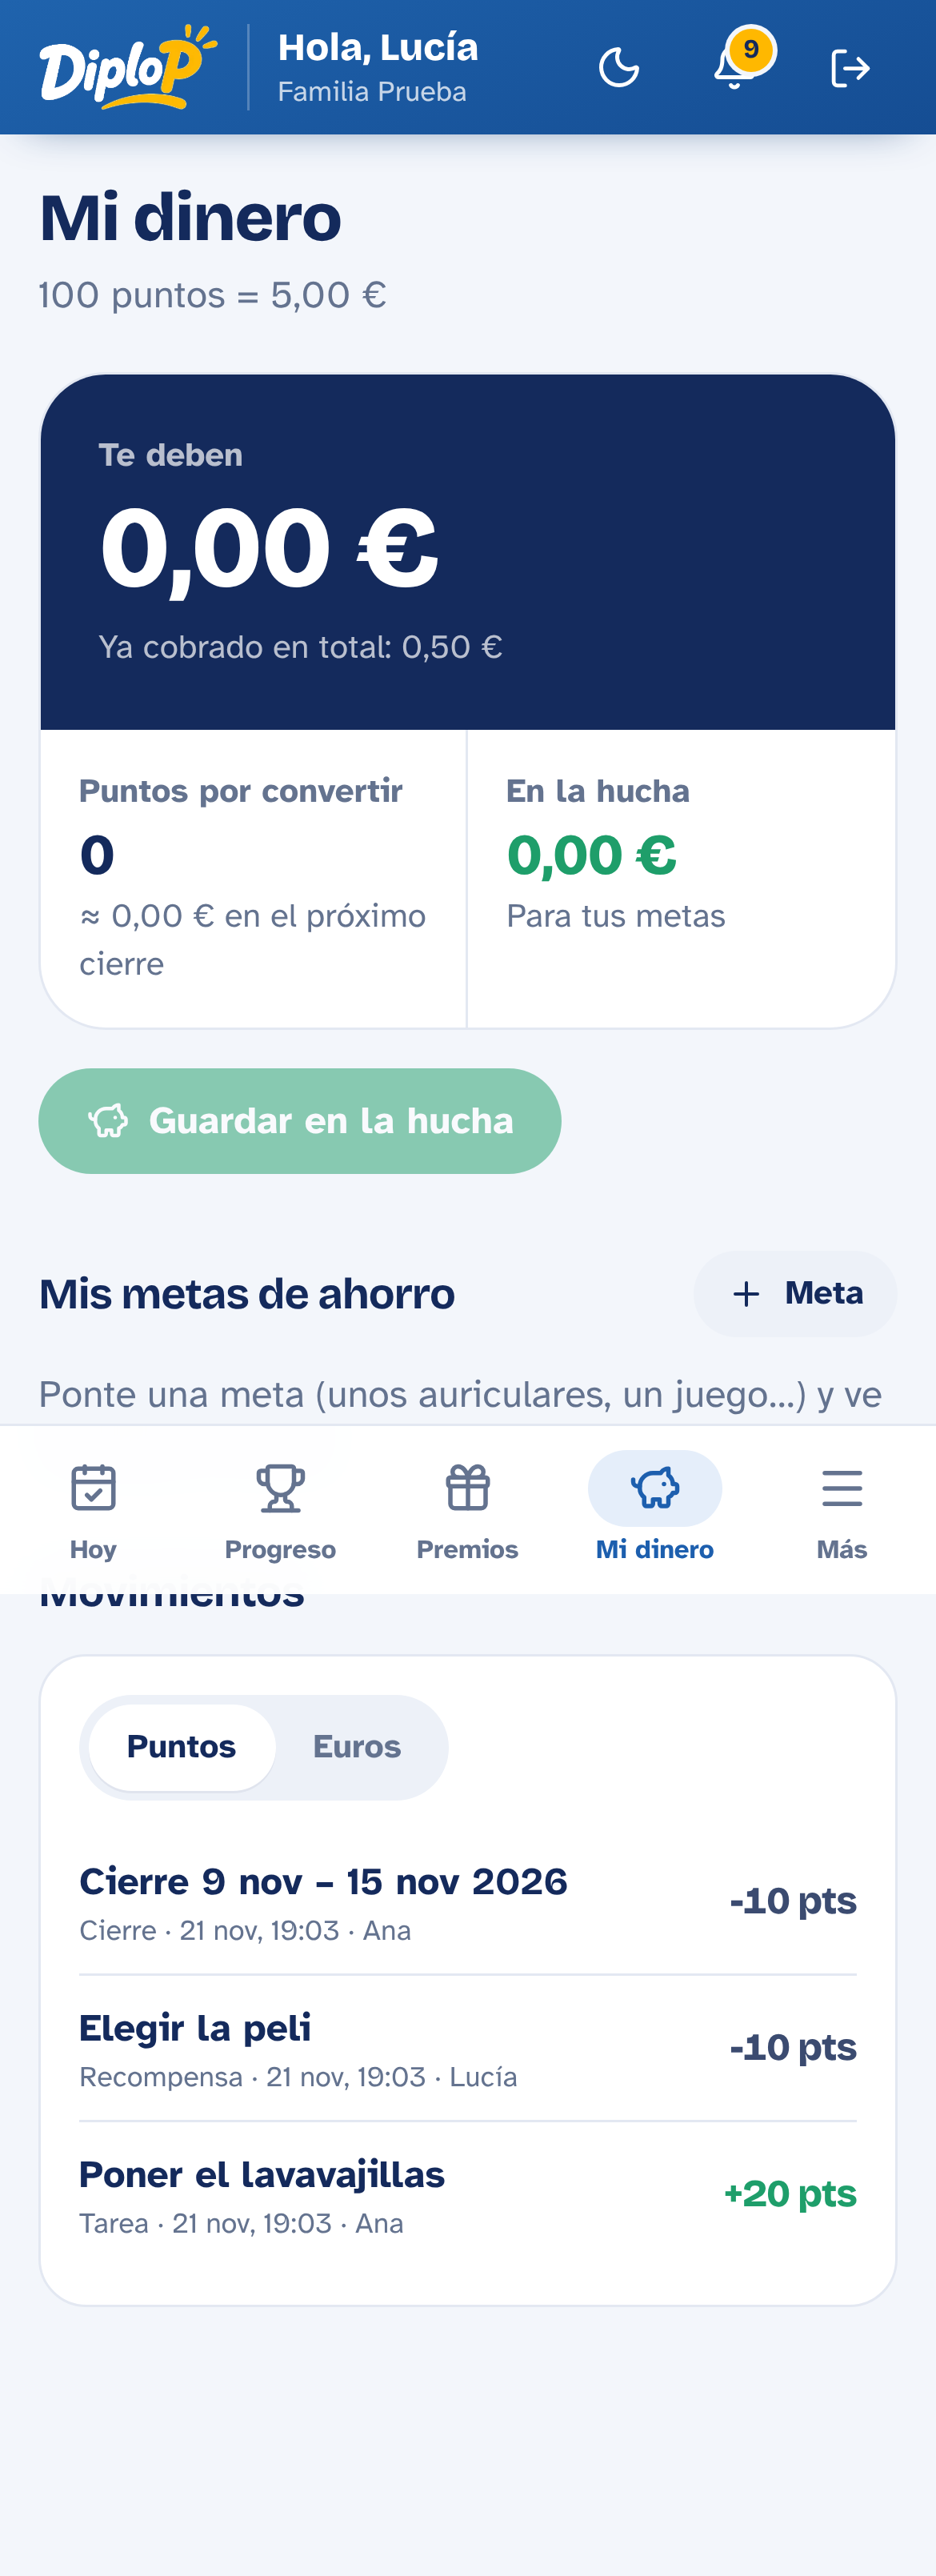 DiploP
Hola, Lucía
Familia Prueba
9
Mi dinero
100 puntos = 5,00 €
Te deben
0,00 €
Ya cobrado en total: 0,50 €
Puntos por convertir
0
≈ 0,00 € en el próximo
cierre
En la hucha
0,00 €
Para tus metas
Guardar en la hucha
Mis metas de ahorro
+ Meta
Ponte una meta (unos auriculares, un juego...) y ve
Hoy
Progreso
Premios
Mi dinero
Más
Movimientos
Puntos
Euros
Cierre 9 nov – 15 nov 2026
-10 pts
Cierre · 21 nov, 19:03 · Ana
Elegir la peli
-10 pts
Recompensa · 21 nov, 19:03 · Lucía
Poner el lavavajillas
+20 pts
Tarea · 21 nov, 19:03 · Ana